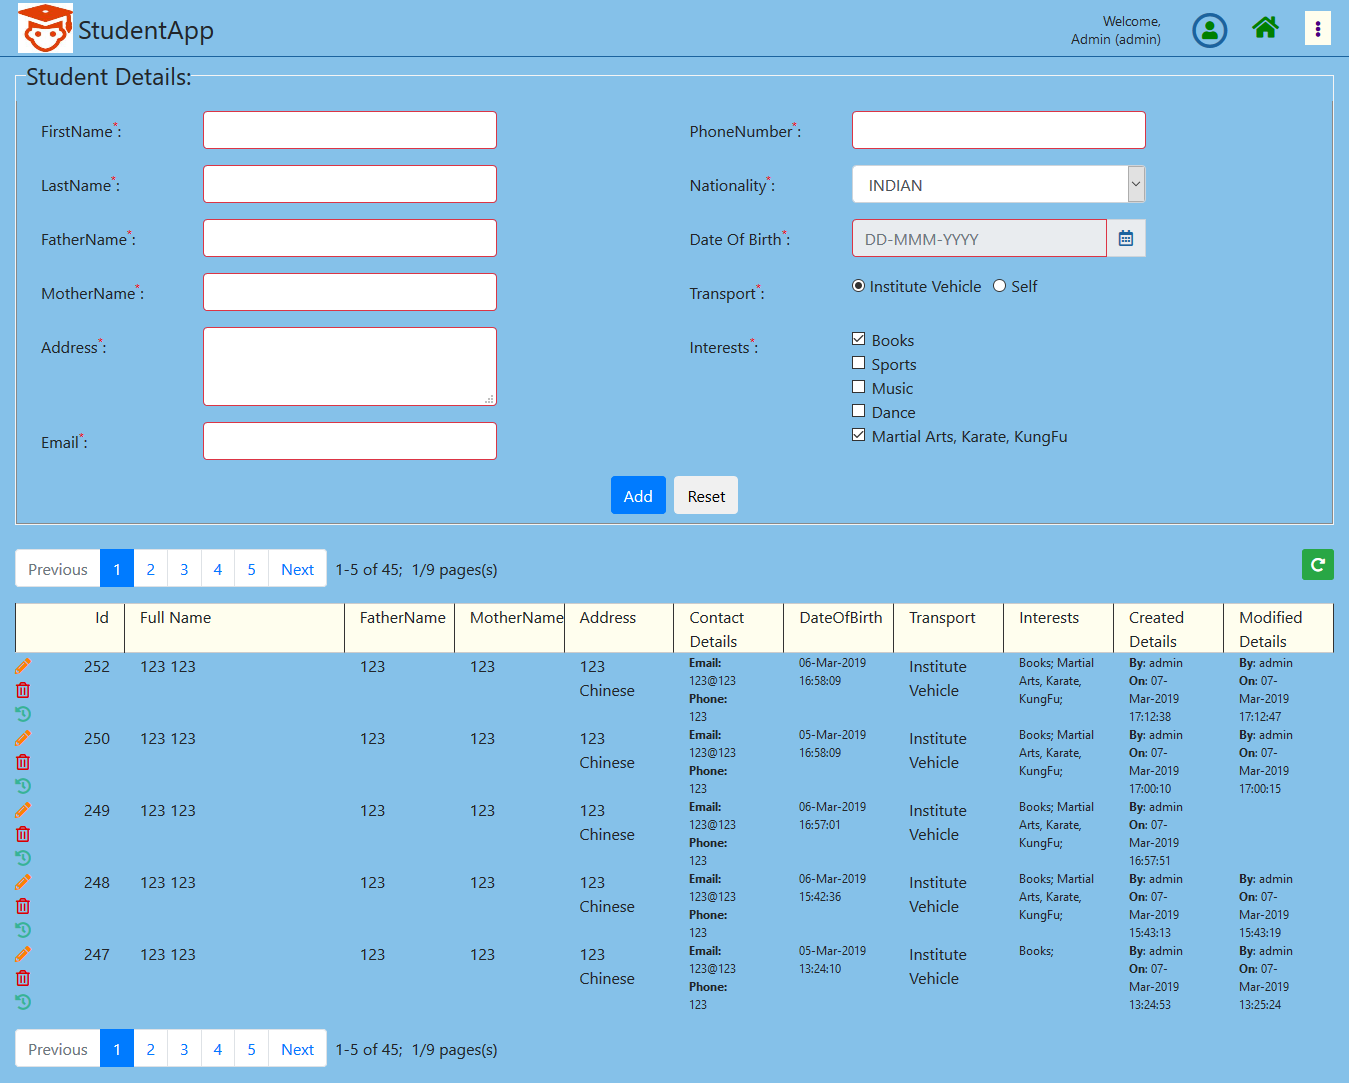 StudentApp
Welcome,
Admin (admin)
Student Details:
FirstName*:
PhoneNumber*:
LastName*:
Nationality*:
INDIAN
FatherName*:
Date Of Birth*:
DD-MMM-YYYY
MotherName*:
Transport*:
Institute Vehicle Self
Address*:
Interests*:
Books
Sports
Music
Dance
Email*:
Martial Arts, Karate, KungFu
Add Reset
Previous 1 2 3 4 5 Next 1-5 of 45; 1/9 pages(s)
Id Full Name FatherName MotherName Address Contact Details DateOfBirth Transport Interests Created Details Modified Details
252 123 123 123 123 123 Chinese Email: 123@123 Phone: 123 06-Mar-2019 16:58:09 Institute Vehicle Books; Martial Arts, Karate, KungFu; By: admin On: 07-Mar-2019 17:12:38 By: admin On: 07-Mar-2019 17:12:47
250 123 123 123 123 123 Chinese Email: 123@123 Phone: 123 05-Mar-2019 16:58:09 Institute Vehicle Books; Martial Arts, Karate, KungFu; By: admin On: 07-Mar-2019 17:00:10 By: admin On: 07-Mar-2019 17:00:15
249 123 123 123 123 123 Chinese Email: 123@123 Phone: 123 06-Mar-2019 16:57:01 Institute Vehicle Books; Martial Arts, Karate, KungFu; By: admin On: 07-Mar-2019 16:57:51
248 123 123 123 123 123 Chinese Email: 123@123 Phone: 123 06-Mar-2019 15:42:36 Institute Vehicle Books; Martial Arts, Karate, KungFu; By: admin On: 07-Mar-2019 15:43:13 By: admin On: 07-Mar-2019 15:43:19
247 123 123 123 123 123 Chinese Email: 123@123 Phone: 123 05-Mar-2019 13:24:10 Institute Vehicle Books; By: admin On: 07-Mar-2019 13:24:53 By: admin On: 07-Mar-2019 13:25:24
Previous 1 2 3 4 5 Next 1-5 of 45; 1/9 pages(s)